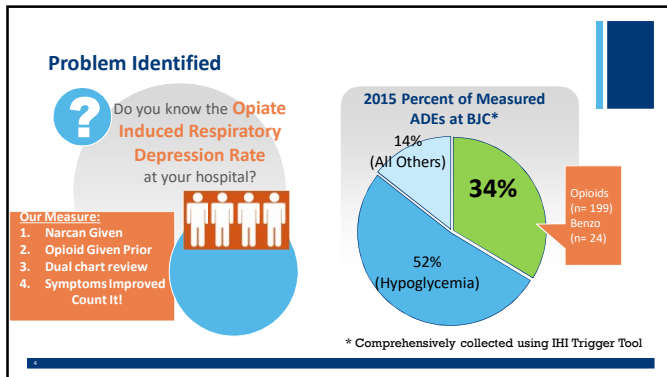 Problem Identified
?
Do you know the Opiate
Induced Respiratory
Depression Rate
at your hospital?
Our Measure:
1. Narcan Given
2. Opioid Given Prior
3. Dual chart review
4. Symptoms Improved
Count It!
2015 Percent of Measured
ADEs at BJC*
14%
(All Others)
34%
52%
(Hypoglycemia)
Opioids
(n= 199)
Benzo
(n= 24)
* Comprehensively collected using IHI Trigger Tool
4